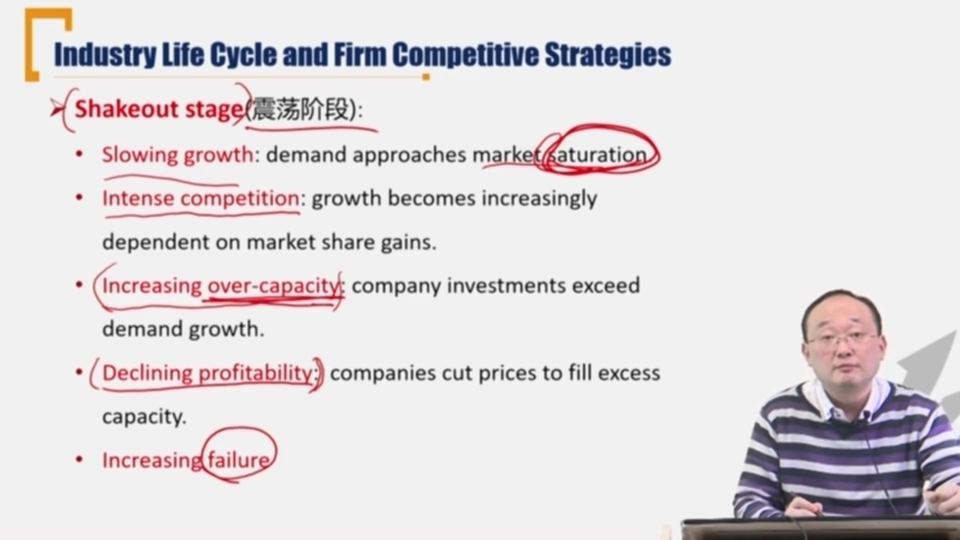 Industry Life Cycle and Firm Competitive Strategies
Shakeout stage(震荡阶段):
Slowing growth: demand approaches market saturation
Intense competition: growth becomes increasingly
dependent on market share gains.
Increasing over-capacity: company investments exceed
demand growth.
Declining profitability: companies cut prices to fill excess
capacity.
Increasing failure